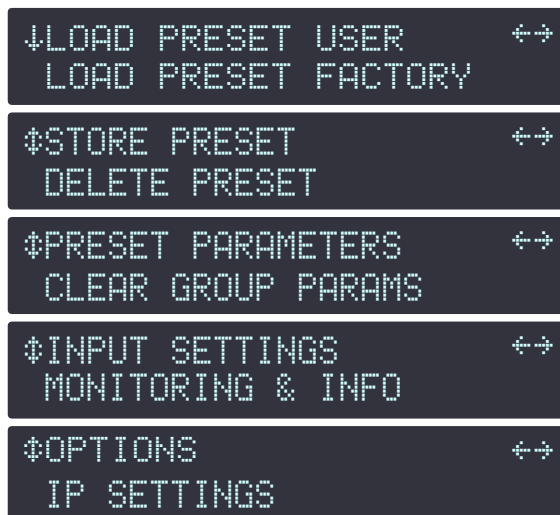 ↓LOAD PRESET USER ←→
LOAD PRESET FACTORY
↕STORE PRESET ←→
DELETE PRESET
↕PRESET PARAMETERS ←→
CLEAR GROUP PARAMS
↕INPUT SETTINGS ←→
MONITORING & INFO
↕OPTIONS ←→
IP SETTINGS